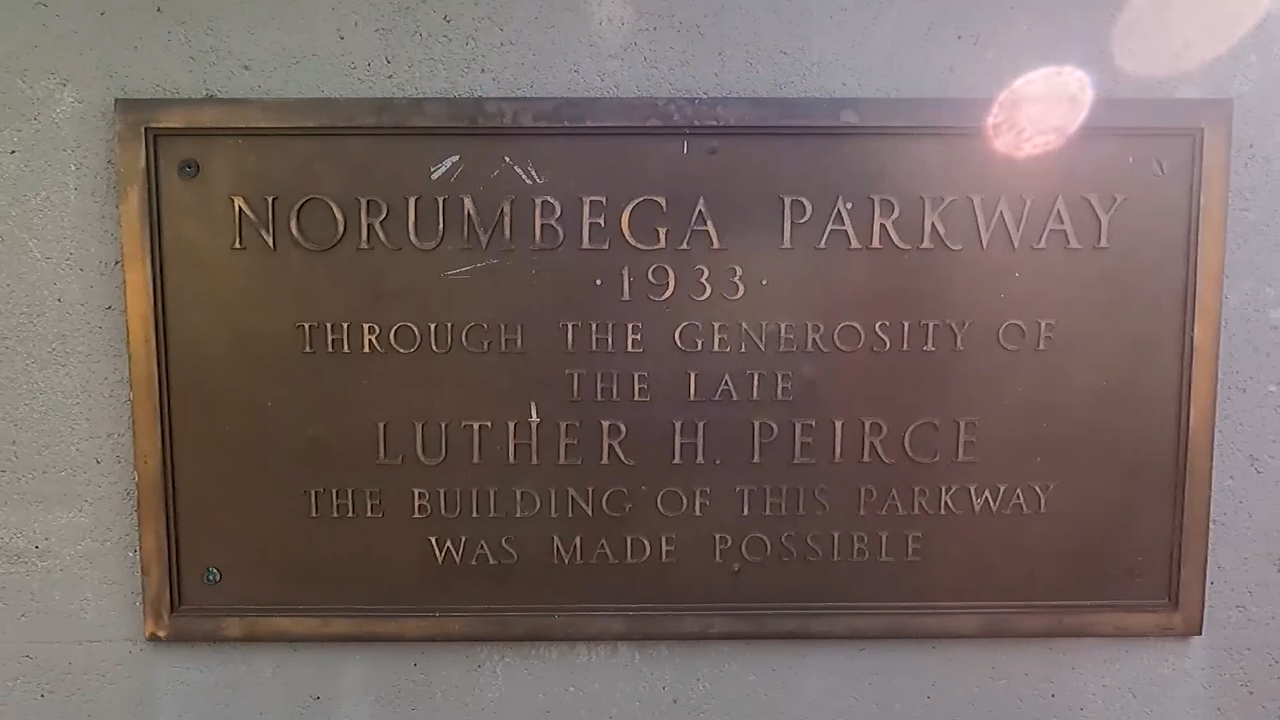 NORUMBEGA PARKWAY
·1933·
THROUGH THE GENEROSITY OF
THE LATE
LUTHER H. PEIRCE
THE BUILDING OF THIS PARKWAY
WAS MADE POSSIBLE